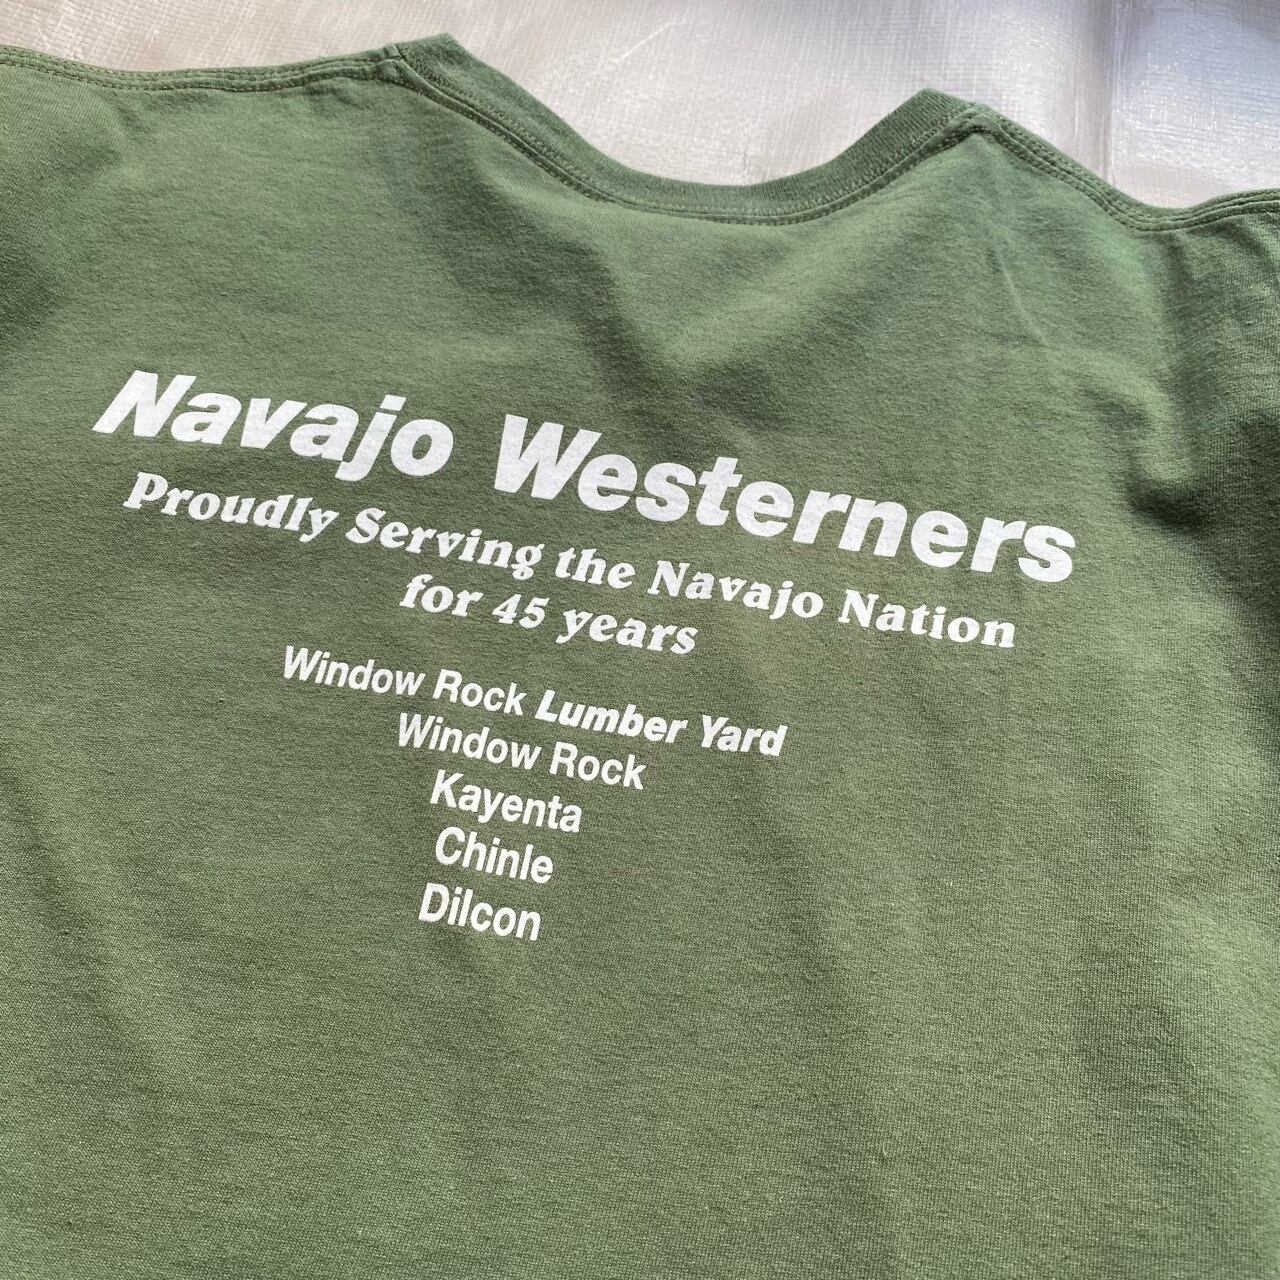 Navajo Westerners
Proudly Serving the Navajo Nation
for 45 years
Window Rock Lumber Yard
Window Rock
Kayenta
Chinle
Dilcon